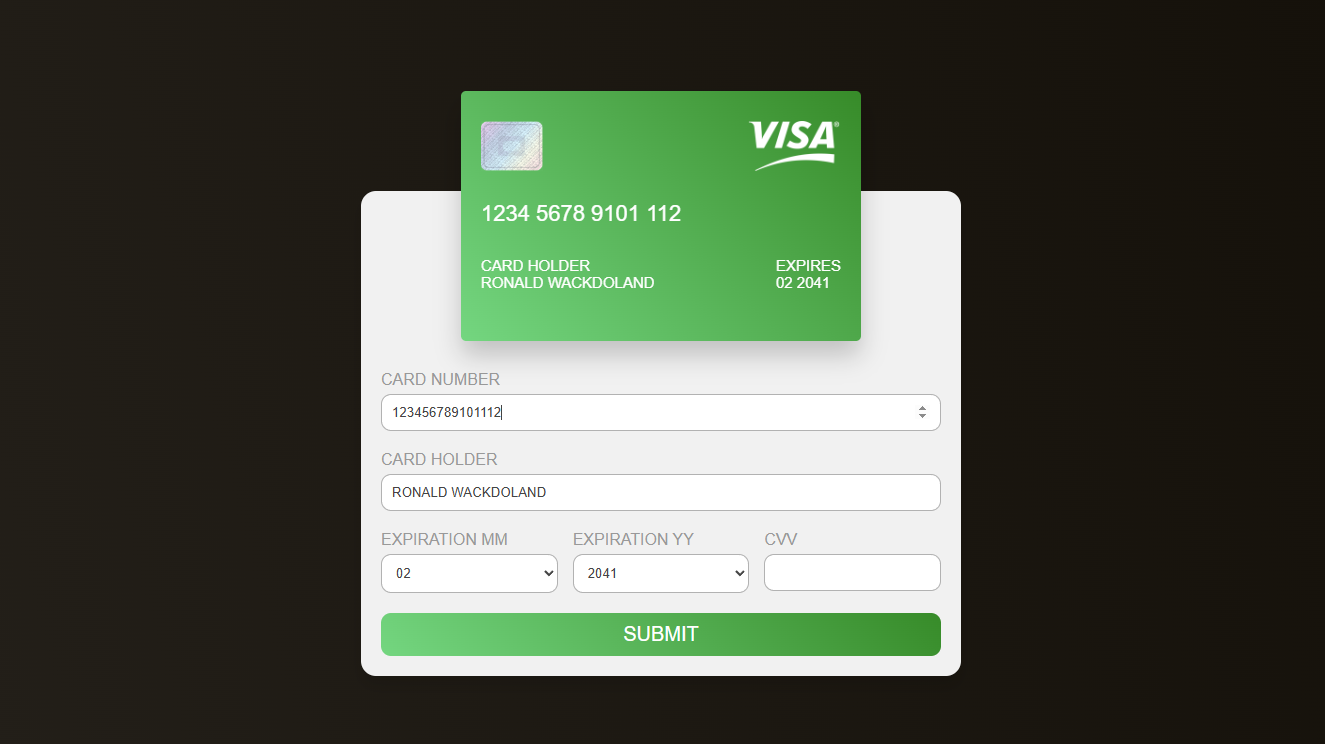 VISA®
1234 5678 9101 112
CARD HOLDER
RONALD WACKDOLAND
EXPIRES
02 2041
CARD NUMBER
123456789101112
CARD HOLDER
RONALD WACKDOLAND
EXPIRATION MM
02
EXPIRATION YY
2041
CVV
SUBMIT